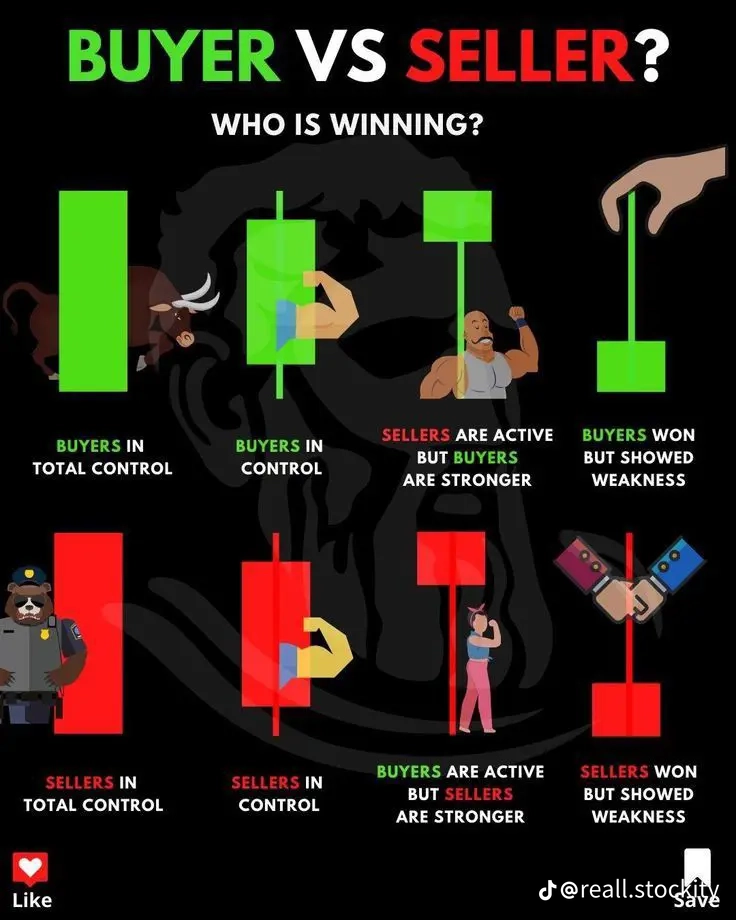 BUYER VS SELLER?
WHO IS WINNING?
BUYERS IN
TOTAL CONTROL
BUYERS IN
CONTROL
SELLERS ARE ACTIVE
BUT BUYERS
ARE STRONGER
BUYERS WON
BUT SHOWED
WEAKNESS
SELLERS IN
TOTAL CONTROL
SELLERS IN
CONTROL
BUYERS ARE ACTIVE
BUT SELLERS
ARE STRONGER
SELLERS WON
BUT SHOWED
WEAKNESS
Like
@reall.stockity
Save